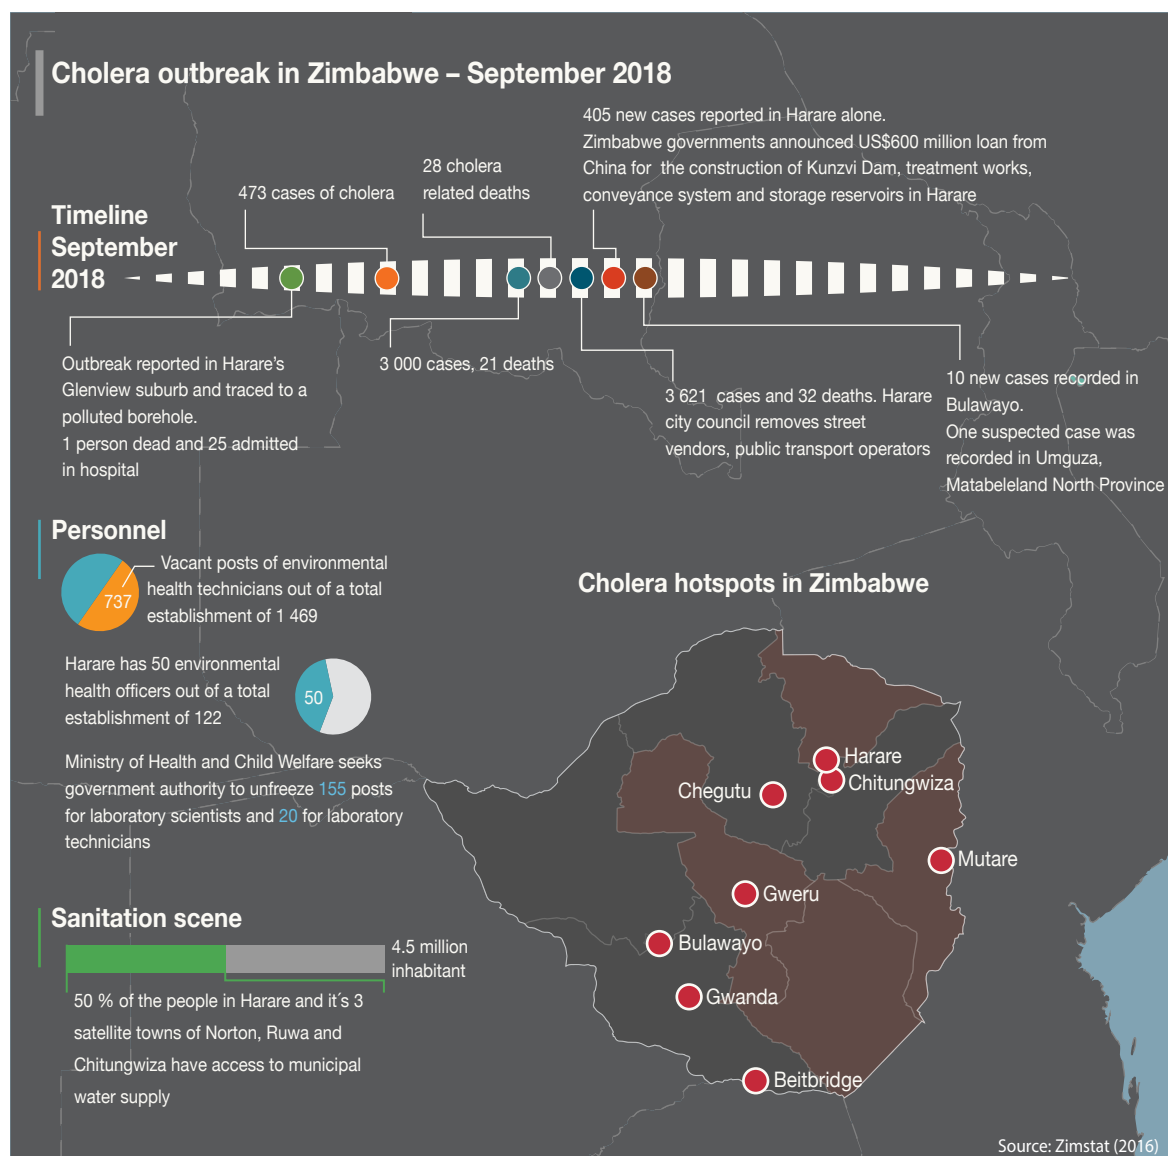 Cholera outbreak in Zimbabwe – September 2018
405 new cases reported in Harare alone.
Zimbabwe governments announced US$600 million loan from
China for the construction of Kunzvi Dam, treatment works,
conveyance system and storage reservoirs in Harare
28 cholera
related deaths
473 cases of cholera
Timeline
September
2018
Outbreak reported in Harare's
Glenview suburb and traced to a
polluted borehole.
1 person dead and 25 admitted
in hospital
3 000 cases, 21 deaths
3 621 cases and 32 deaths. Harare
city council removes street
vendors, public transport operators
10 new cases recorded in
Bulawayo.
One suspected case was
recorded in Umguza,
Matabeleland North Province
Personnel
737
Vacant posts of environmental
health technicians out of a total
establishment of 1 469
Harare has 50 environmental
health officers out of a total
establishment of 122
50
Ministry of Health and Child Welfare seeks
government authority to unfreeze 155 posts
for laboratory scientists and 20 for laboratory
technicians
Sanitation scene
4.5 million
inhabitant
50 % of the people in Harare and it´s 3
satellite towns of Norton, Ruwa and
Chitungwiza have access to municipal
water supply
Cholera hotspots in Zimbabwe
Harare
Chitungwiza
Chegutu
Mutare
Gweru
Bulawayo
Gwanda
Beitbridge
Source: Zimstat (2016)